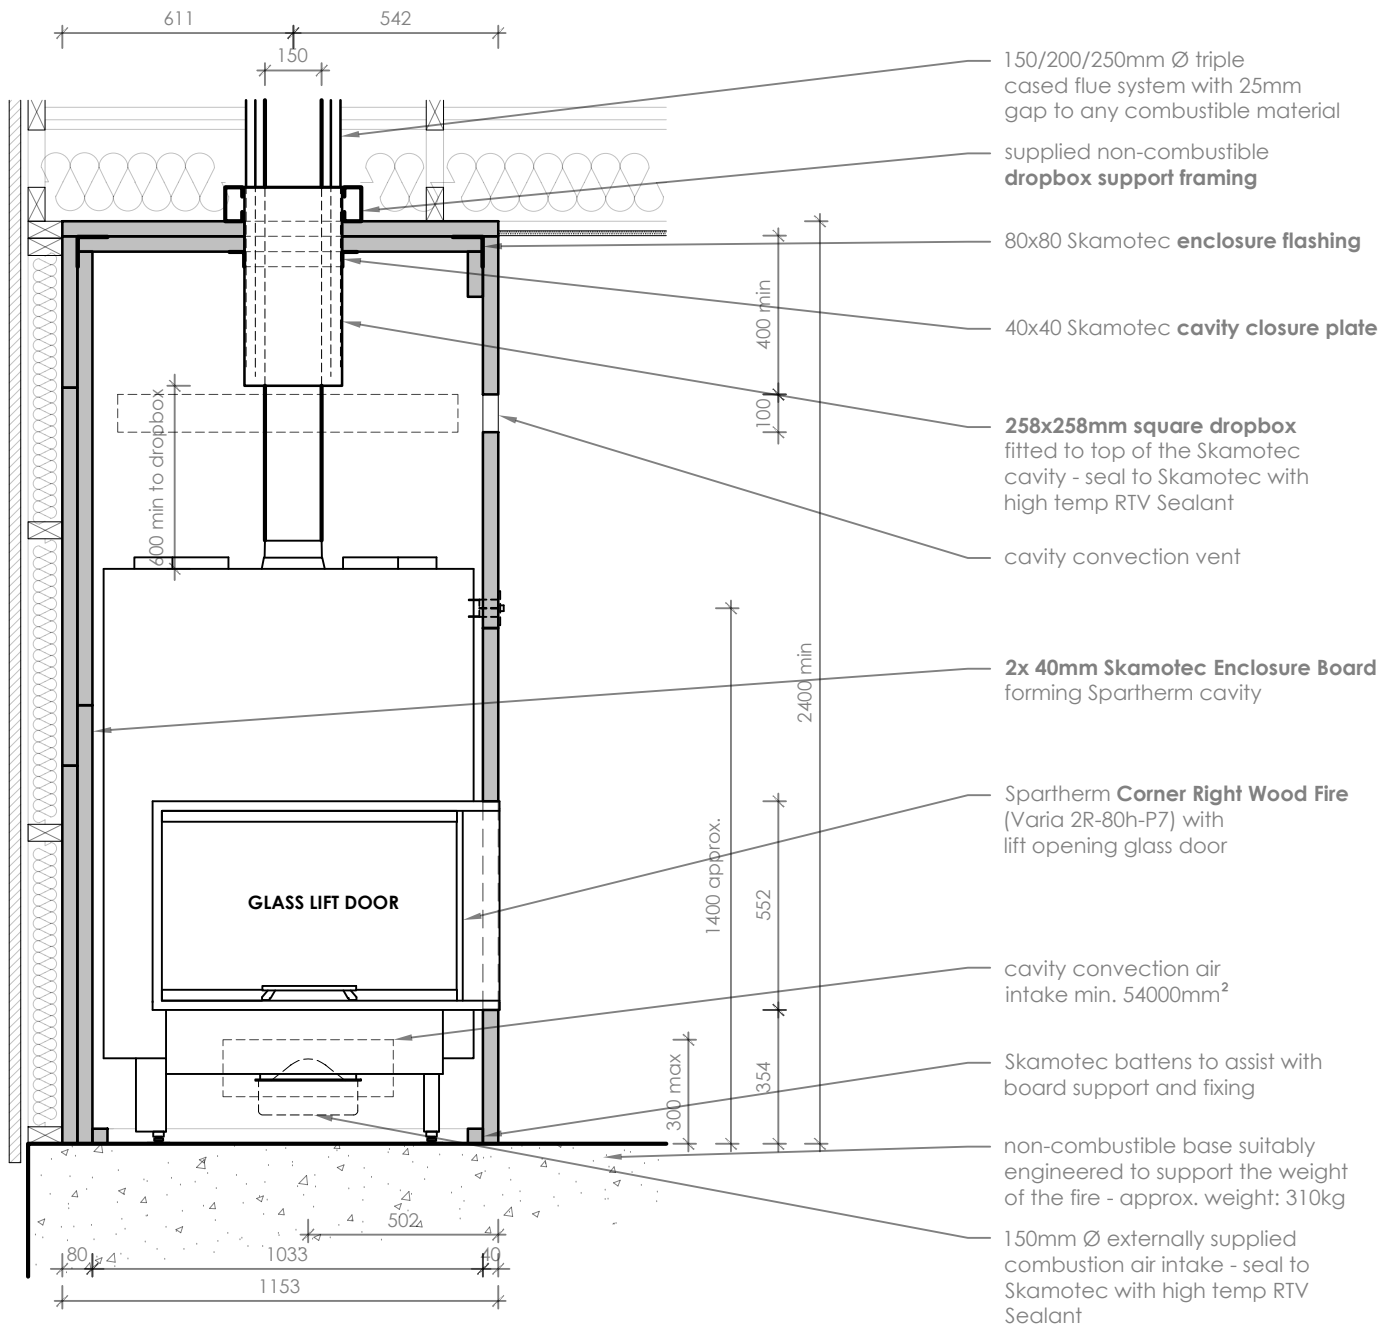 611
542
150
150/200/250mm Ø triple
cased flue system with 25mm
gap to any combustible material
supplied non-combustible
dropbox support framing
80x80 Skamotec enclosure flashing
400 min
40x40 Skamotec cavity closure plate
100
600 min to dropbox
258x258mm square dropbox
fitted to top of the Skamotec
cavity - seal to Skamotec with
high temp RTV Sealant
cavity convection vent
2400 min
2x 40mm Skamotec Enclosure Board
forming Spartherm cavity
Spartherm Corner Right Wood Fire
(Varia 2R-80h-P7) with
lift opening glass door
1400 approx.
552
GLASS LIFT DOOR
cavity convection air
intake min. 54000mm²
354
300 max
Skamotec battens to assist with
board support and fixing
non-combustible base suitably
engineered to support the weight
of the fire - approx. weight: 310kg
502
150mm Ø externally supplied
combustion air intake - seal to
Skamotec with high temp RTV
Sealant
80
1033
40
1153